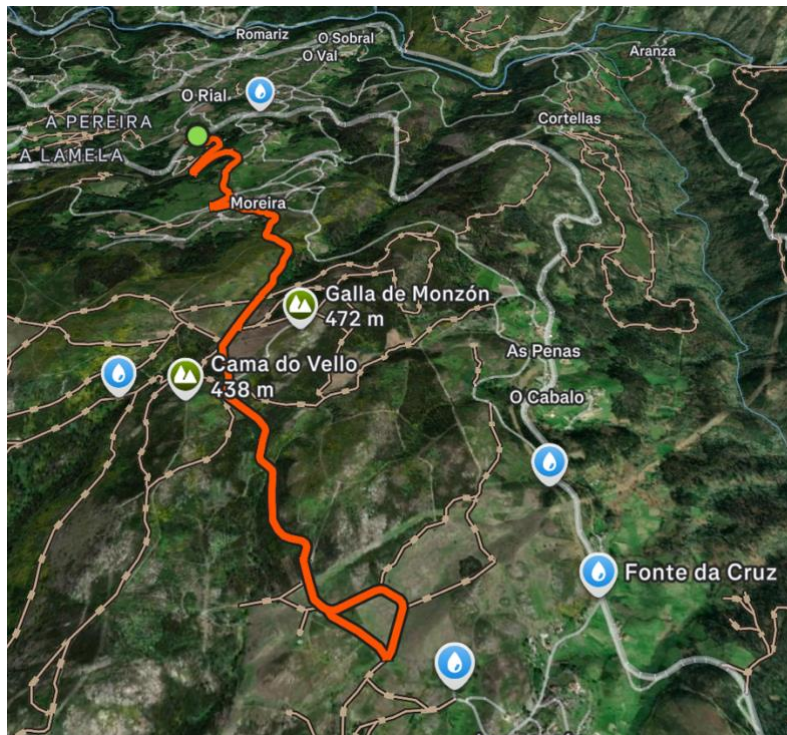 Romariz
O Sobral
O Val
Aranza
O Rial
A PEREIRA
Cortellas
A LAMELA
Moreira
Galla de Monzón
472 m
As Penas
Cama do Vello
438 m
O Cabalo
Fonte da Cruz